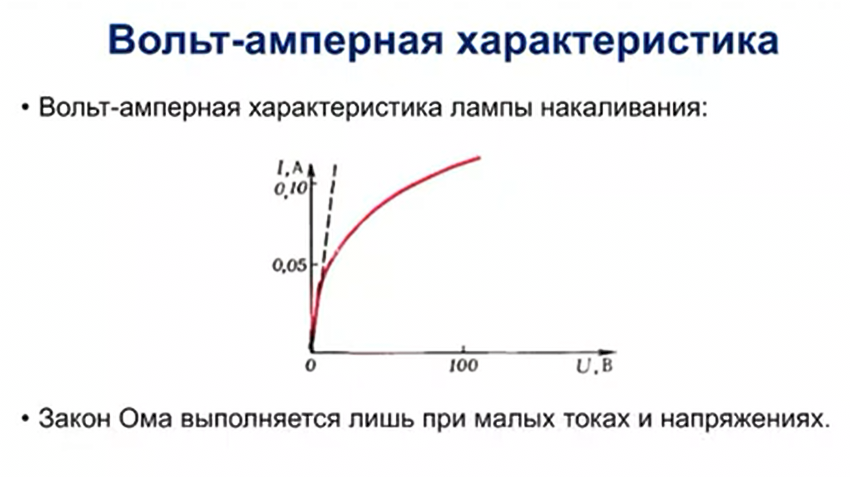 Вольт-амперная характеристика
• Вольт-амперная характеристика лампы накаливания:
I, А
0,10
0,05
0
100
U, В
• Закон Ома выполняется лишь при малых токах и напряжениях.